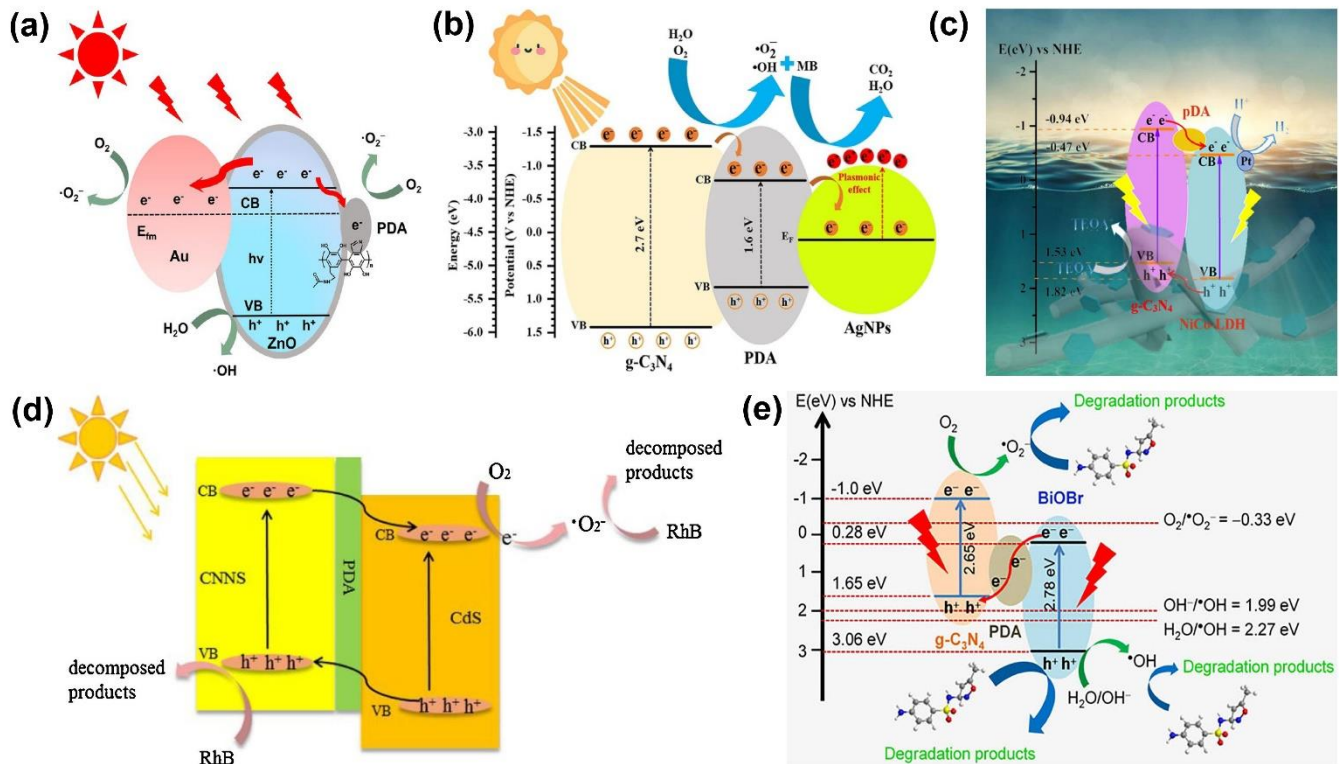 (a)
O₂
·O₂⁻
e⁻ e⁻ e⁻
E_fm
Au
e⁻ e⁻ e⁻
CB
hν
VB
h⁺ h⁺ h⁺
ZnO
H₂O
·OH
·O₂⁻
O₂
e⁻
PDA
(b)
H₂O
O₂
•O₂⁻
•OH
+
MB
CO₂
H₂O
Energy (eV)
-3.0
-3.5
-4.0
-4.5
-5.0
-5.5
-6.0
Potential (V vs NHE)
-1.5
-1.0
-0.5
0.0
0.5
1.0
1.5
CB
e⁻ e⁻ e⁻ e⁻
2.7 eV
VB
h⁺ h⁺ h⁺ h⁺
g-C₃N₄
e⁻ e⁻ e⁻
CB
1.6 eV
VB
h⁺ h⁺ h⁺
PDA
e⁻ e⁻ e⁻ e⁻ e⁻
Plasmonic
effect
e⁻ e⁻ e⁻
E_F
AgNPs
(c)
E(eV) vs NHE
-2
-1
0
1
2
-0.94 eV
-0.47 eV
1.53 eV
1.82 eV
e⁻ e⁻
CB
pDA
e⁻ e⁻
CB
H⁺
H₂
Pt
TEOA
VB
h⁺ h⁺
g-C₃N₄
VB
h⁺ h⁺
NiCo-LDH
(d)
CB
e⁻ e⁻ e⁻
CNNS
VB
h⁺ h⁺ h⁺
PDA
CB
e⁻ e⁻ e⁻
CdS
VB
h⁺ h⁺ h⁺
O₂
e⁻
•O₂⁻
decomposed
products
RhB
decomposed
products
RhB
(e)
E(eV) vs NHE
-2
-1
0
1
2
3
-1.0 eV
0.28 eV
1.65 eV
3.06 eV
O₂
•O₂⁻
Degradation products
e⁻ e⁻
2.65eV
h⁺ h⁺
g-C₃N₄
e⁻
e⁻
PDA
BiOBr
e⁻ e⁻
2.78 eV
h⁺ h⁺
O₂/•O₂⁻ = −0.33 eV
OH⁻/•OH = 1.99 eV
H₂O/•OH = 2.27 eV
•OH
H₂O/OH⁻
Degradation products
Degradation products